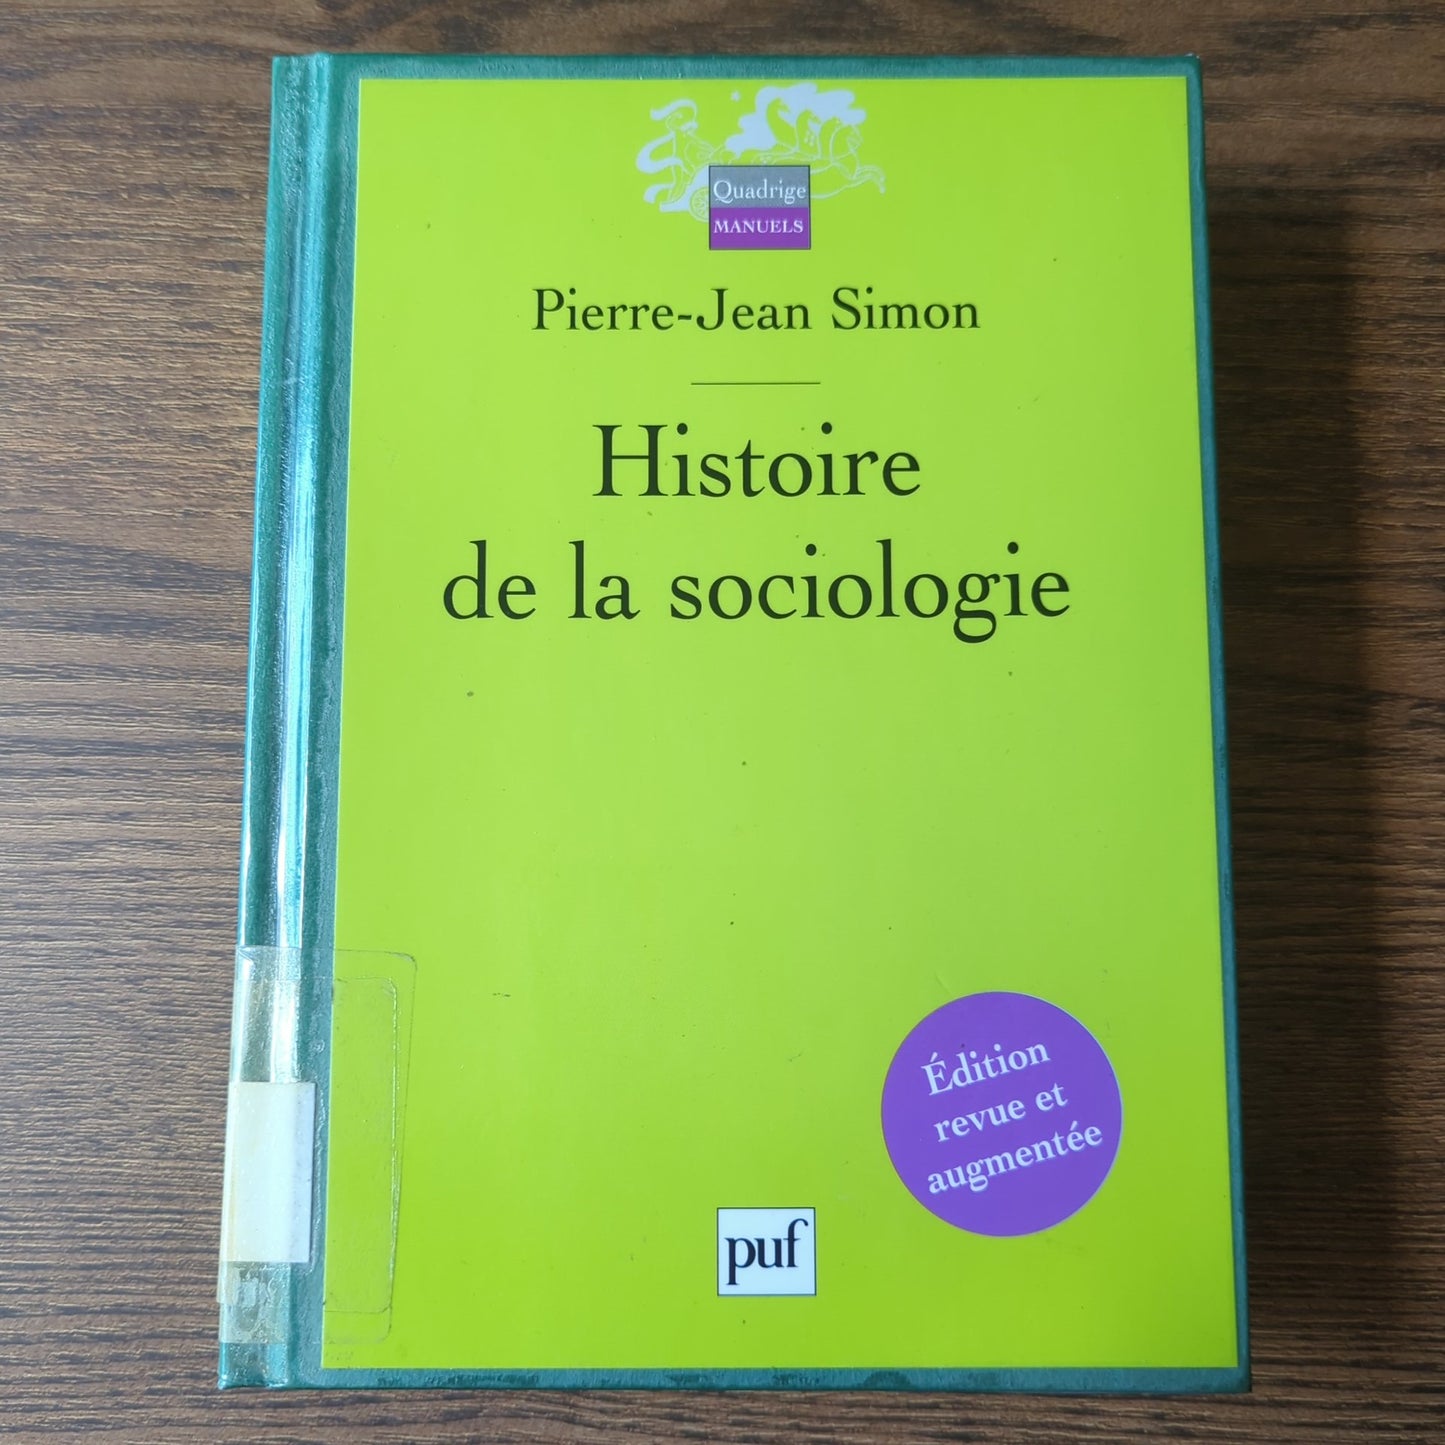 Quadrige
MANUELS
Pierre-Jean Simon
Histoire
de la sociologie
Édition
revue et
augmentée
puf